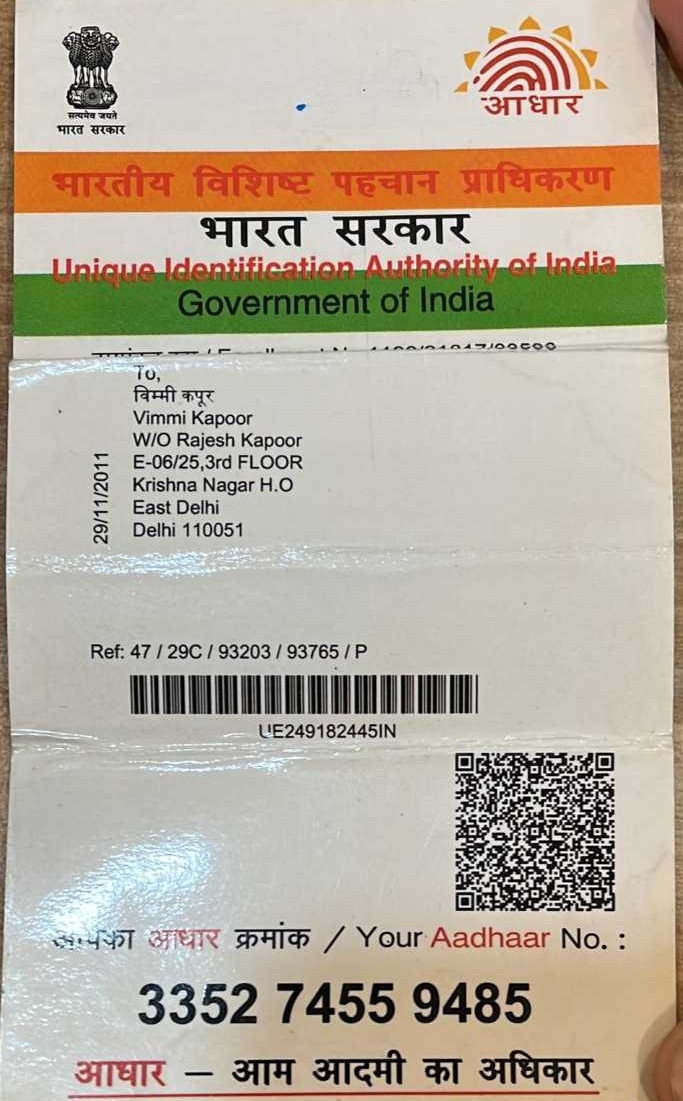 सत्यमेव जयते
भारत सरकार
आधार
भारतीय विशिष्ट पहचान प्राधिकरण
भारत सरकार
Unique Identification Authority of India
Government of India
To,
विम्मी कपूर
Vimmi Kapoor
W/O Rajesh Kapoor
E-06/25,3rd FLOOR
Krishna Nagar H.O
East Delhi
Delhi 110051
29/11/2011
Ref: 47 / 29C / 93203 / 93765 / P
UE249182445IN
आपका आधार क्रमांक / Your Aadhaar No. :
3352 7455 9485
आधार – आम आदमी का अधिकार